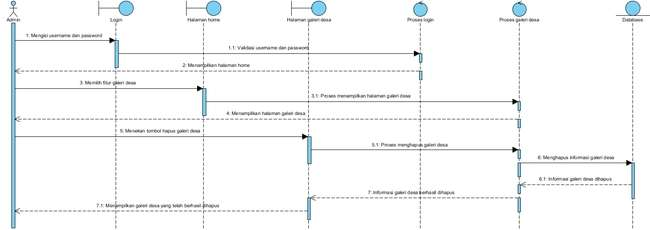 Admin
Login
Halaman home
Halaman galeri desa
Proses login
Proses galeri desa
Database
1: Mengisi username dan password
1.1: Validasi username dan password
2: Menampilkan halaman home
3: Memilih fitur galeri desa
3.1: Proses menampilkan halaman galeri desa
4: Menampilkan halaman galeri desa
5: Menekan tombol hapus galeri desa
5.1: Proses menghapus galeri desa
6: Menghapus informasi galeri desa
6.1: Informasi galeri desa dihapus
7: Informasi galeri desa berhasil dihapus
7.1: Menampilkan galeri desa yang telah berhasil dihapus